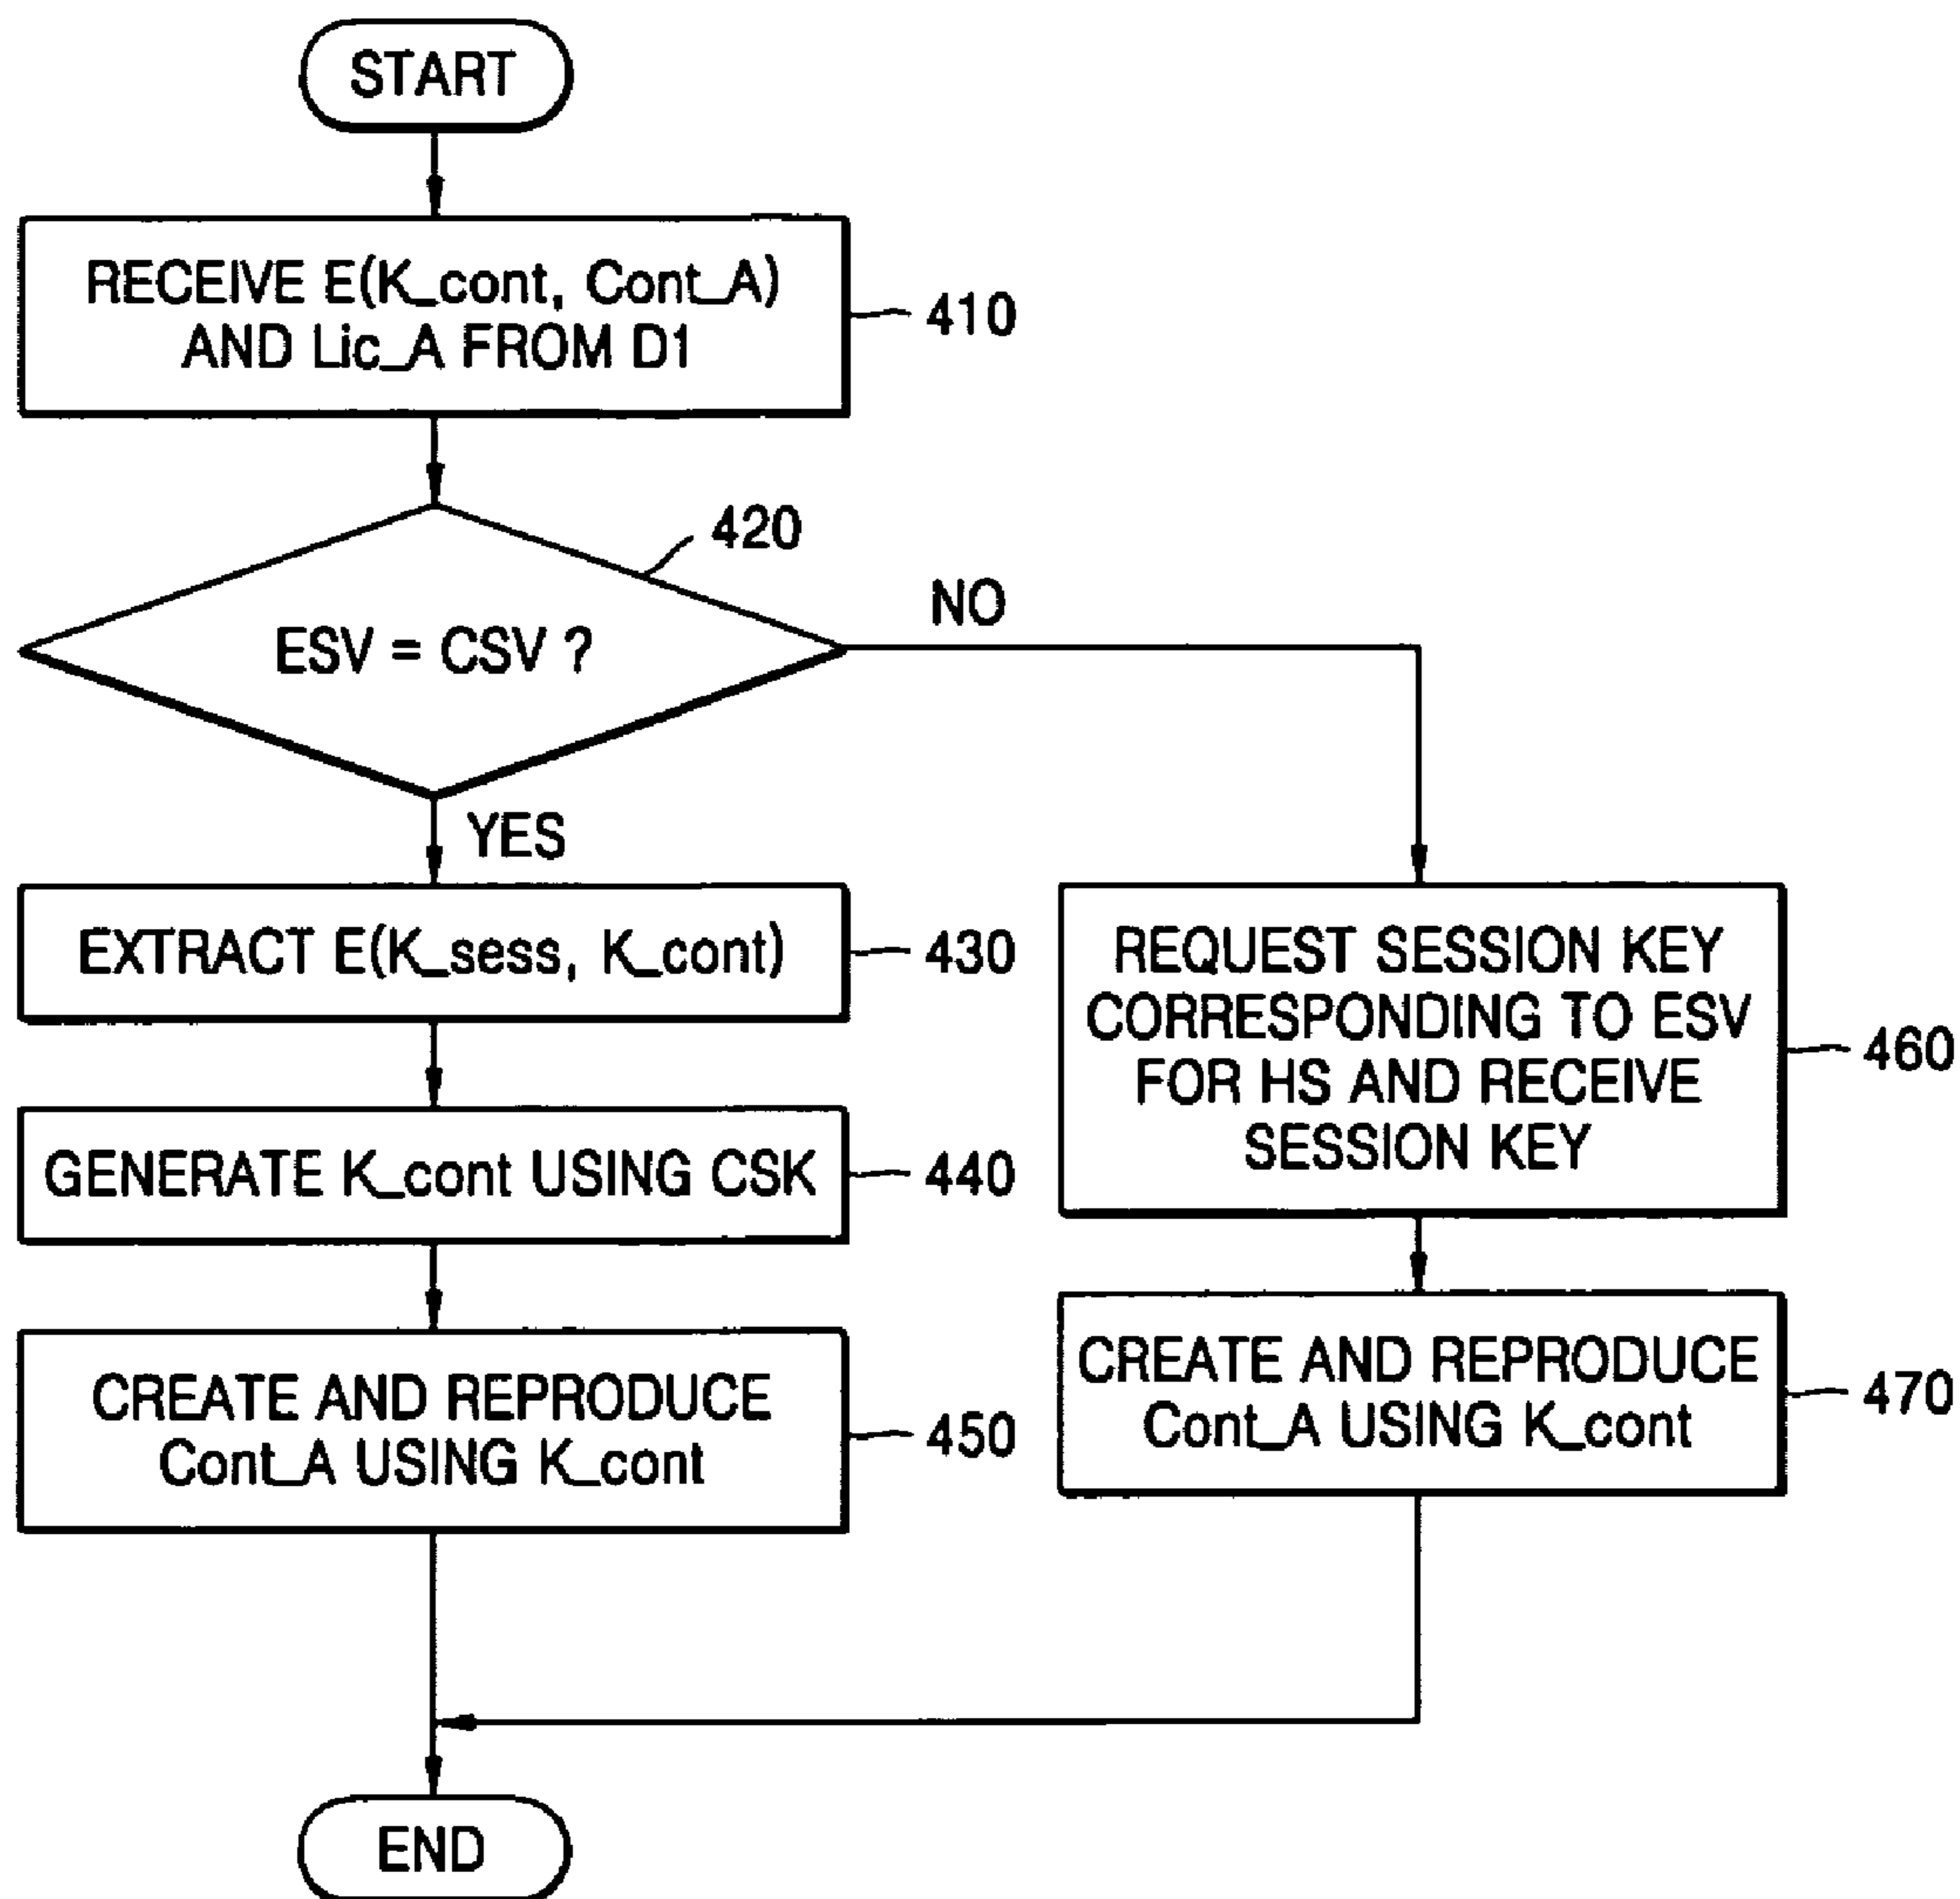 START
RECEIVE E(K_cont, Cont_A)
AND Lic_A FROM D1
410
420
ESV = CSV ?
NO
YES
EXTRACT E(K_sess, K_cont)
430
GENERATE K_cont USING CSK
440
CREATE AND REPRODUCE
Cont_A USING K_cont
450
REQUEST SESSION KEY
CORRESPONDING TO ESV
FOR HS AND RECEIVE
SESSION KEY
460
CREATE AND REPRODUCE
Cont_A USING K_cont
470
END